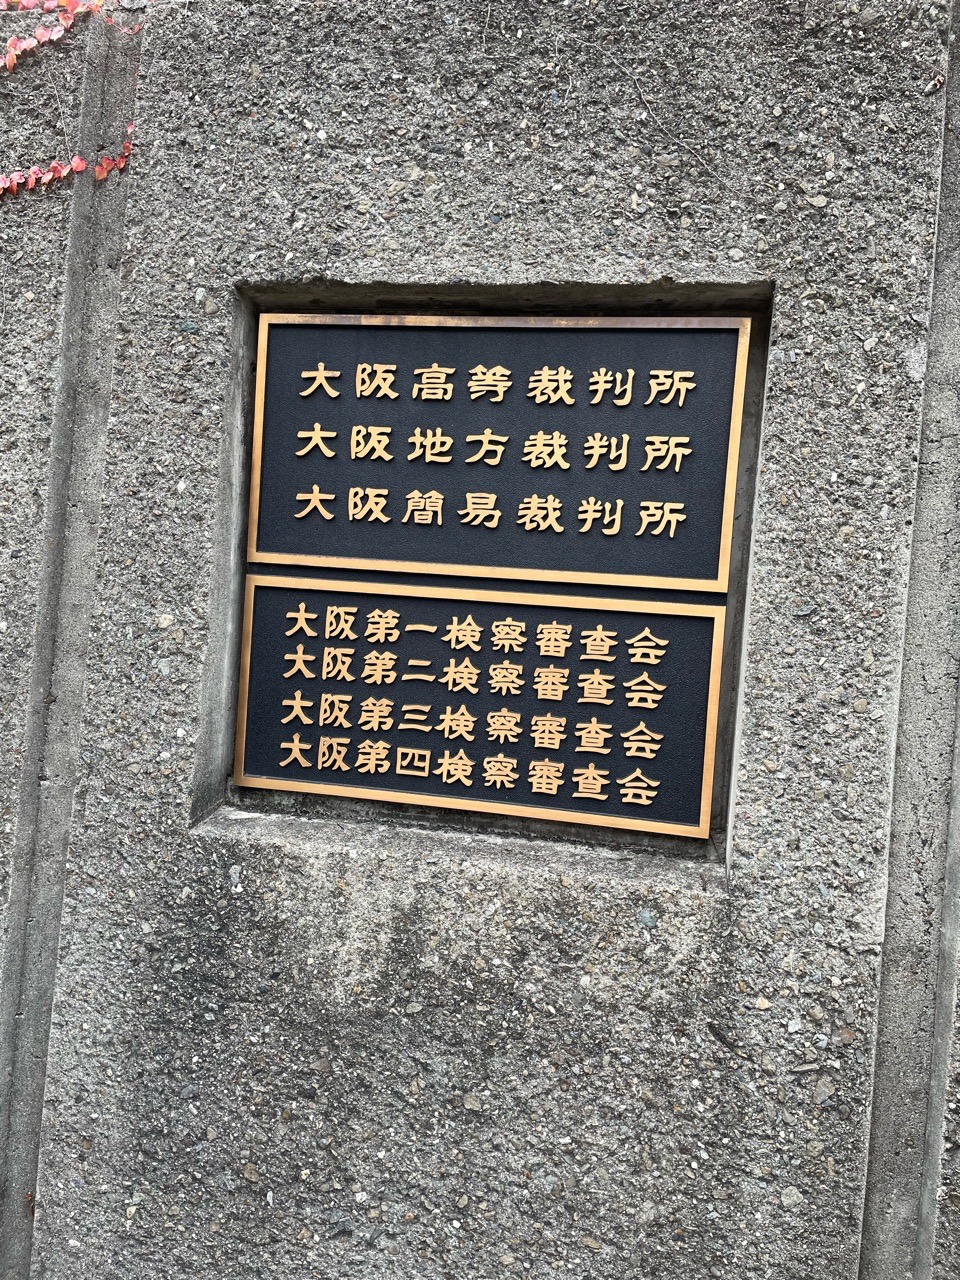 大阪高等裁判所
大阪地方裁判所
大阪簡易裁判所
大阪第一検察審査会
大阪第二検察審査会
大阪第三検察審査会
大阪第四検察審査会